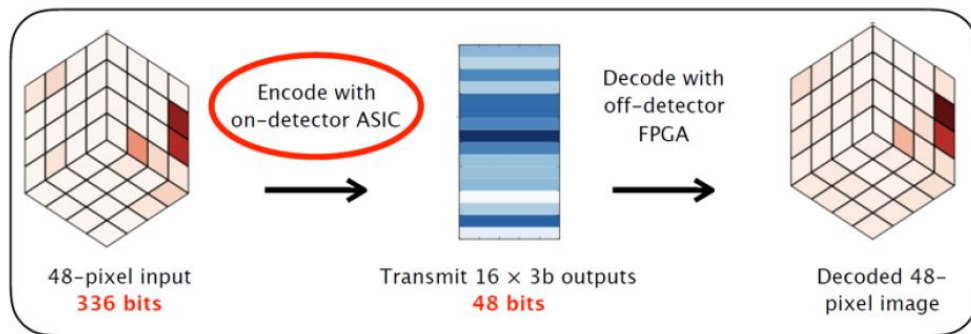 Encode with
on-detector ASIC
Decode with
off-detector
FPGA
48-pixel input
336 bits
Transmit 16 × 3b outputs
48 bits
Decoded 48-
pixel image